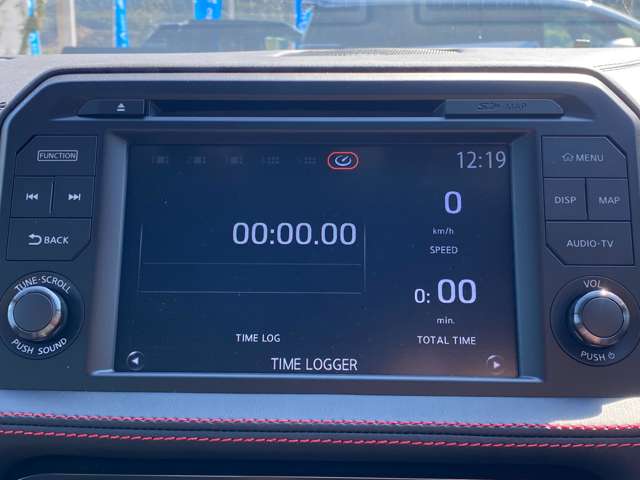 SD MAP
FUNCTION
12:19
MENU
0
km/h
SPEED
DISP
MAP
00:00.00
BACK
AUDIO·TV
0: 00
min.
TIME LOG
TOTAL TIME
TUNE·SCROLL
PUSH SOUND
VOL
PUSH
TIME LOGGER